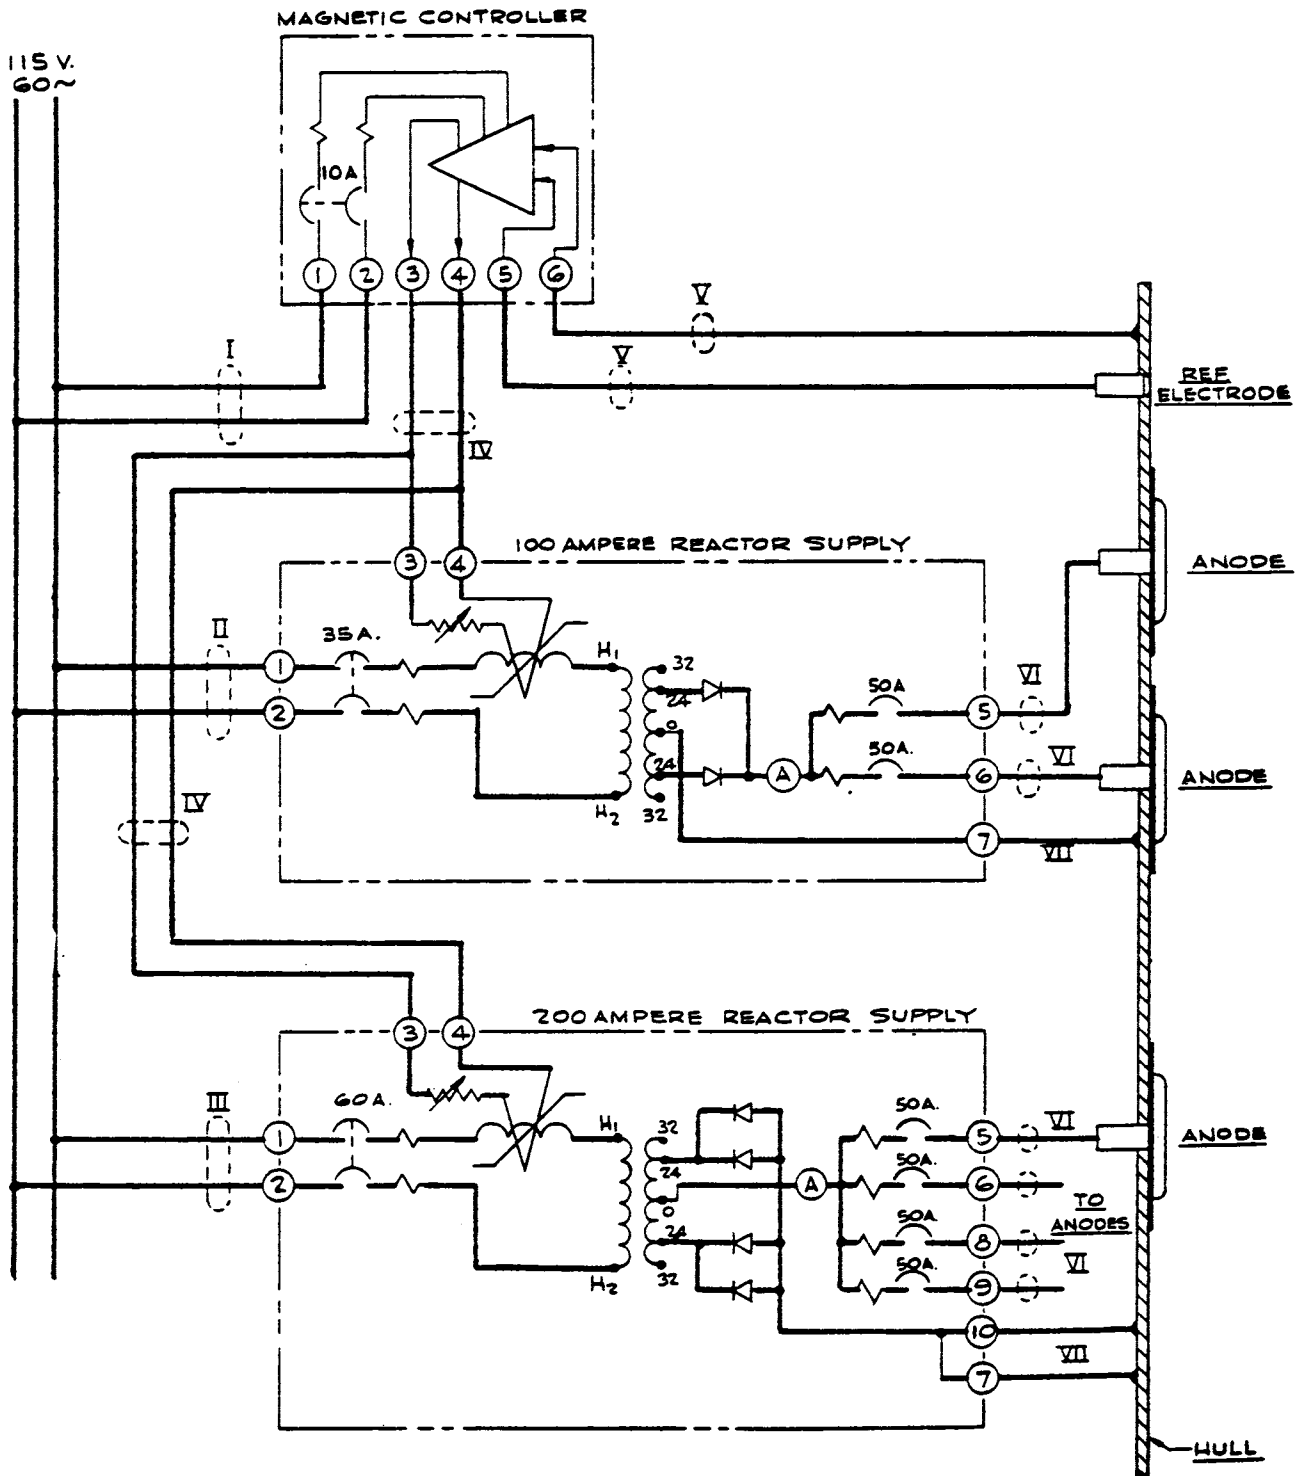 MAGNETIC CONTROLLER
115 V.
60~
10A
1 2 3 4 5 6
V
V
I
REF
ELECTRODE
IV
100 AMPERE REACTOR SUPPLY
3 4
ANODE
II
35A.
1
H1
32
24
50A
VI
5
2
0
50A.
VI
24
A
6
ANODE
H2
32
IV
7
VII
200 AMPERE REACTOR SUPPLY
3 4
III
60A.
50A.
VI
1
H1
32
5
ANODE
24
50A.
2
A
6
TO
ANODES
0
50A
24
8
VI
H2
32
50A.
9
10
VII
7
HULL